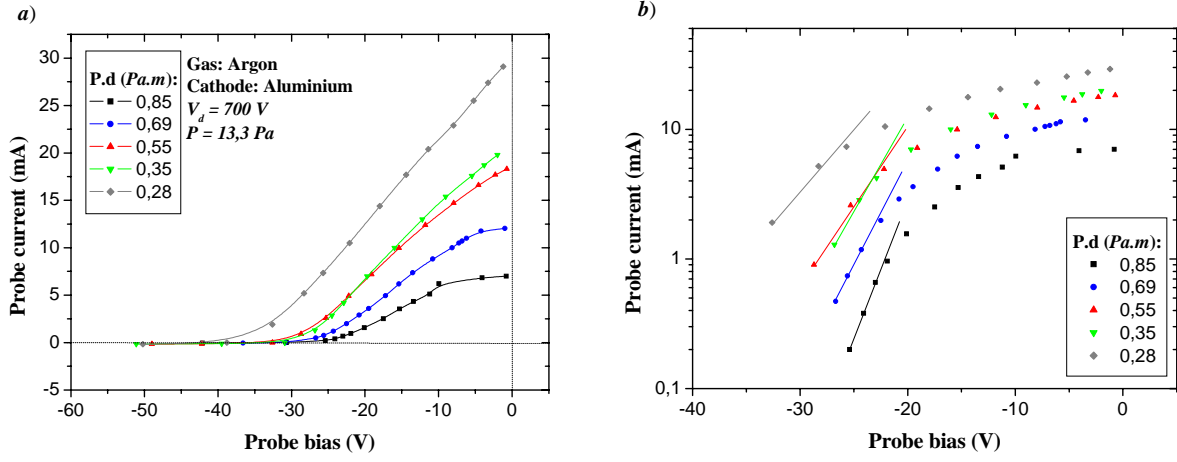 a)
35
30
25
20
15
10
5
0
5
-60
-50
-40
-30
-20
-10
0
Probe current (mA)
Probe bias (V)
P.d (Pa.m):
0,85
0,69
0,55
0,35
0,28
Gas: Argon
Cathode: Aluminium
V_d = 700 V
P = 13,3 Pa
b)
10
1
0,1
-40
-30
-20
-10
0
Probe current (mA)
Probe bias (V)
P.d (Pa.m):
0,85
0,69
0,55
0,35
0,28